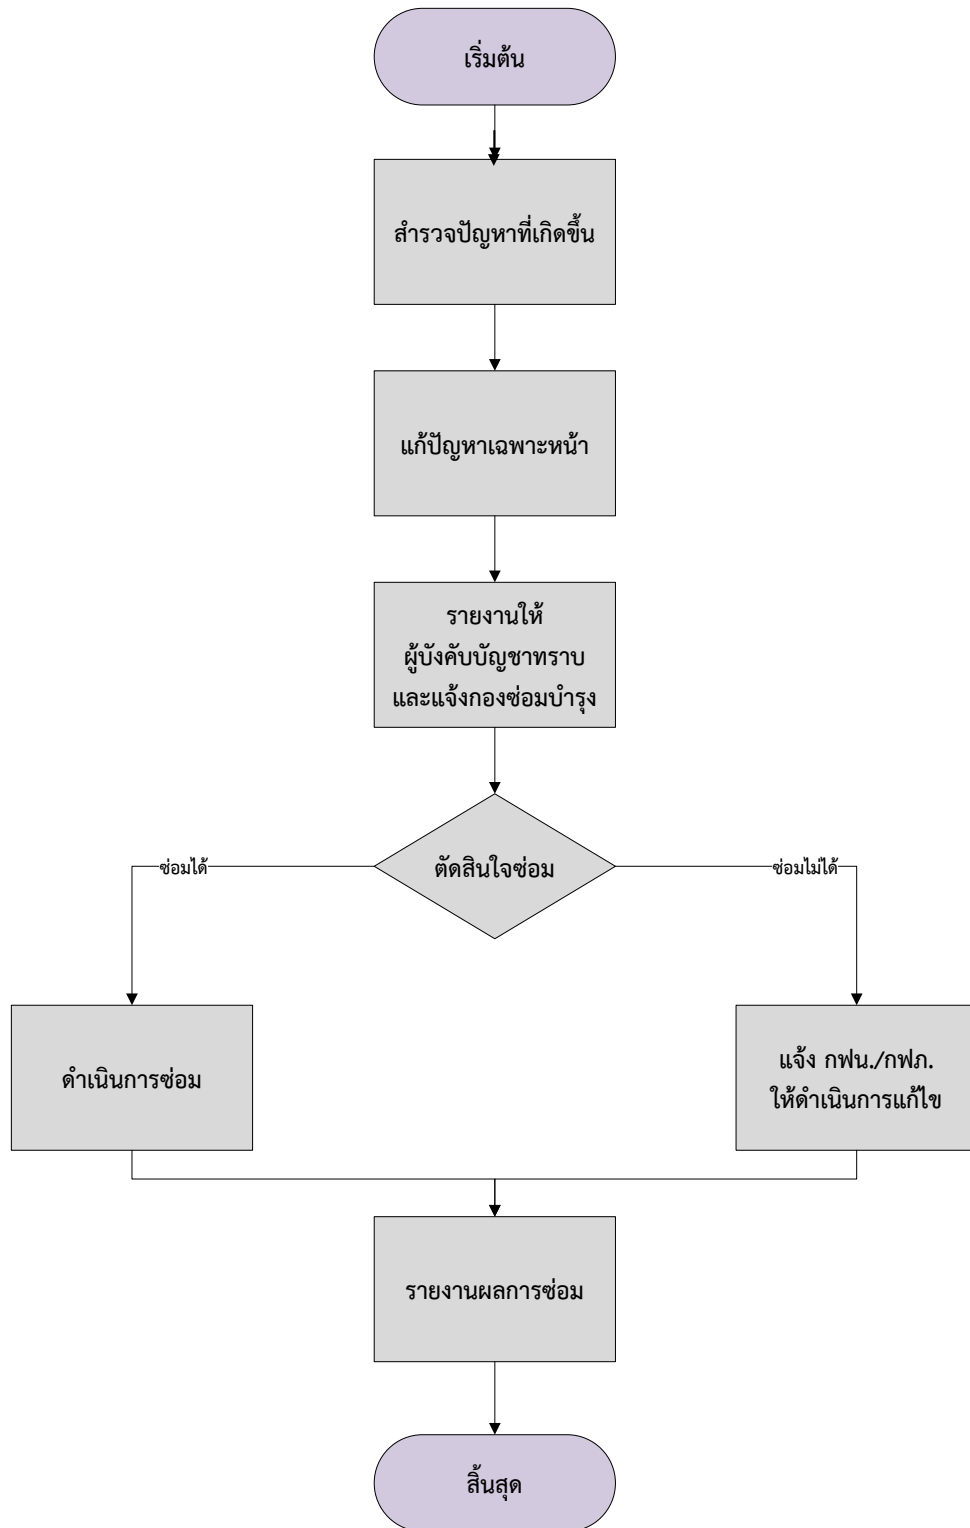 เริ่มต้น
สำรวจปัญหาที่เกิดขึ้น
แก้ปัญหาเฉพาะหน้า
รายงานให้
ผู้บังคับบัญชาทราบ
และแจ้งกองซ่อมบำรุง
ตัดสินใจซ่อม
ซ่อมได้
ซ่อมไม่ได้
ดำเนินการซ่อม
แจ้ง กฟน./กฟภ.
ให้ดำเนินการแก้ไข
รายงานผลการซ่อม
สิ้นสุด